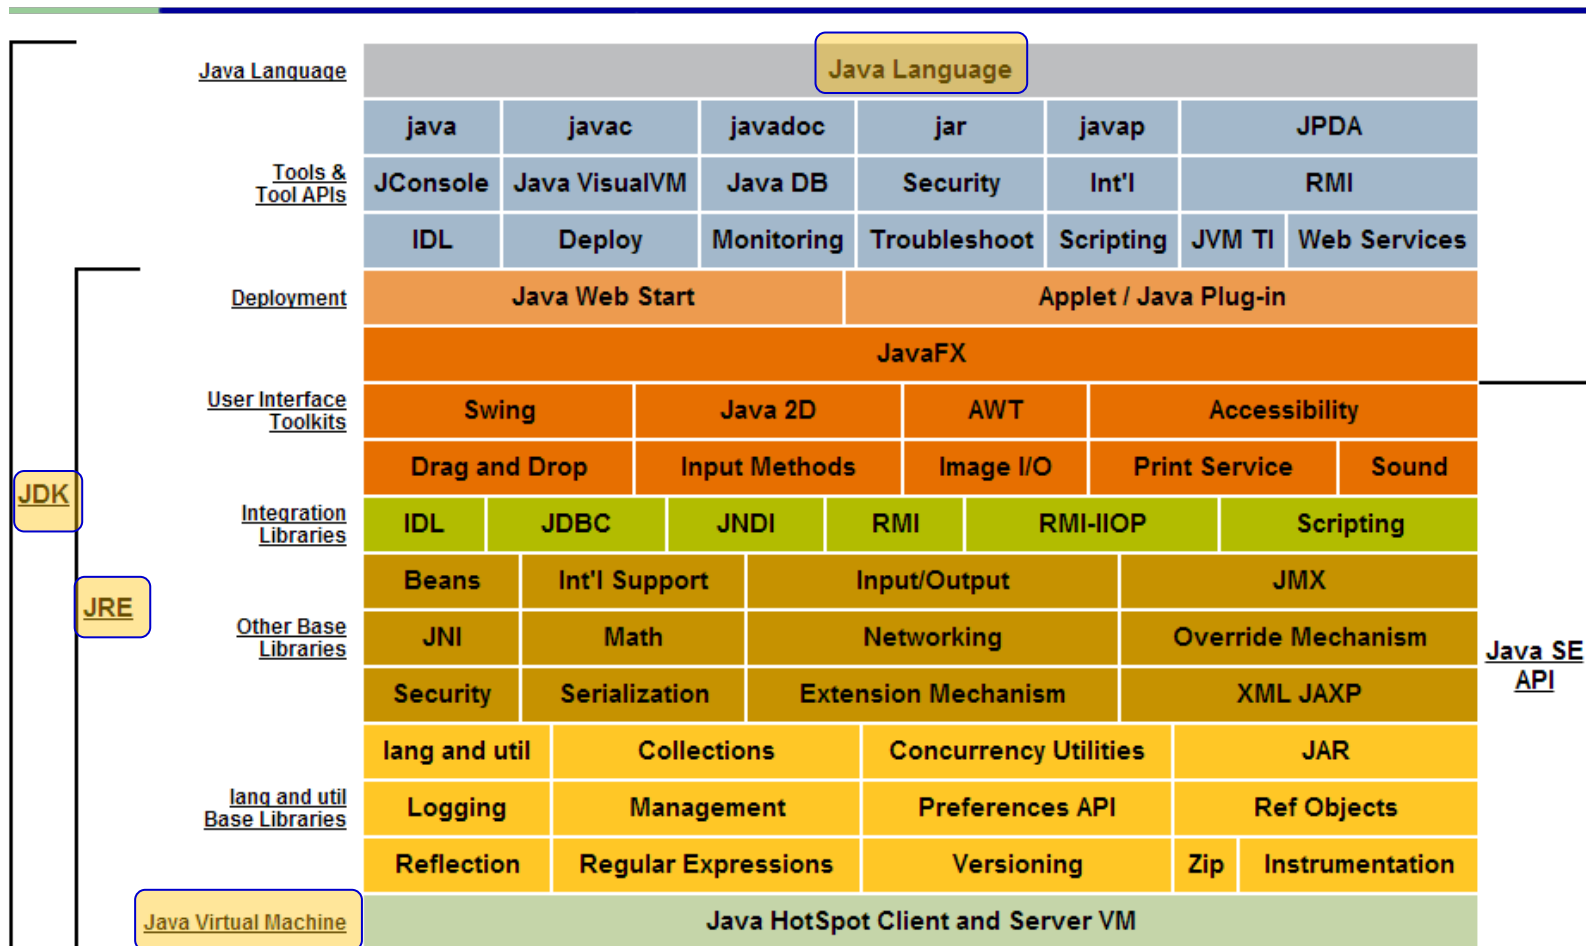 Java Language
Java Language
java javac javadoc jar javap JPDA
Tools &
Tool APIs
JConsole Java VisualVM Java DB Security Int'l RMI
IDL Deploy Monitoring Troubleshoot Scripting JVM TI Web Services
Deployment
Java Web Start Applet / Java Plug-in
JavaFX
User Interface
Toolkits
Swing Java 2D AWT Accessibility
Drag and Drop Input Methods Image I/O Print Service Sound
JDK
Integration
Libraries
IDL JDBC JNDI RMI RMI-IIOP Scripting
Beans Int'l Support Input/Output JMX
JRE
Other Base
Libraries
JNI Math Networking Override Mechanism
Java SE
API
Security Serialization Extension Mechanism XML JAXP
lang and util Collections Concurrency Utilities JAR
lang and util
Base Libraries
Logging Management Preferences API Ref Objects
Reflection Regular Expressions Versioning Zip Instrumentation
Java Virtual Machine
Java HotSpot Client and Server VM